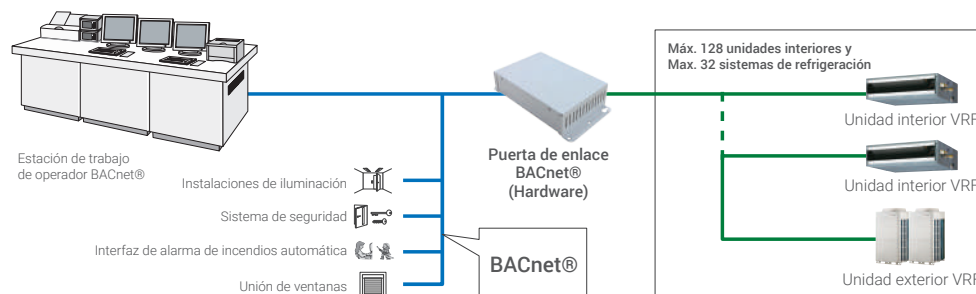 Máx. 128 unidades interiores y
Max. 32 sistemas de refrigeración
Unidad interior VRF
Estación de trabajo
de operador BACnet®
Puerta de enlace
BACnet®
(Hardware)
Instalaciones de iluminación
Unidad interior VRF
Sistema de seguridad
Interfaz de alarma de incendios automática
BACnet®
Unión de ventanas
Unidad exterior VRF